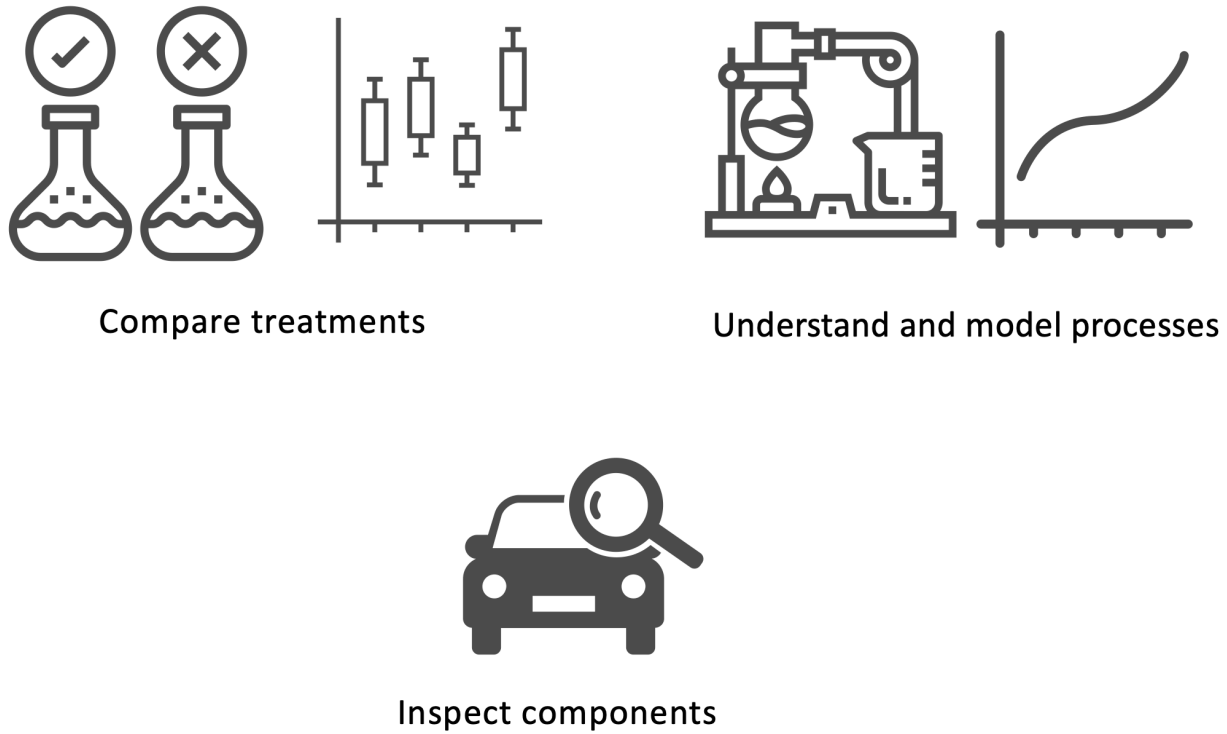 Compare treatments
Understand and model processes
Inspect components